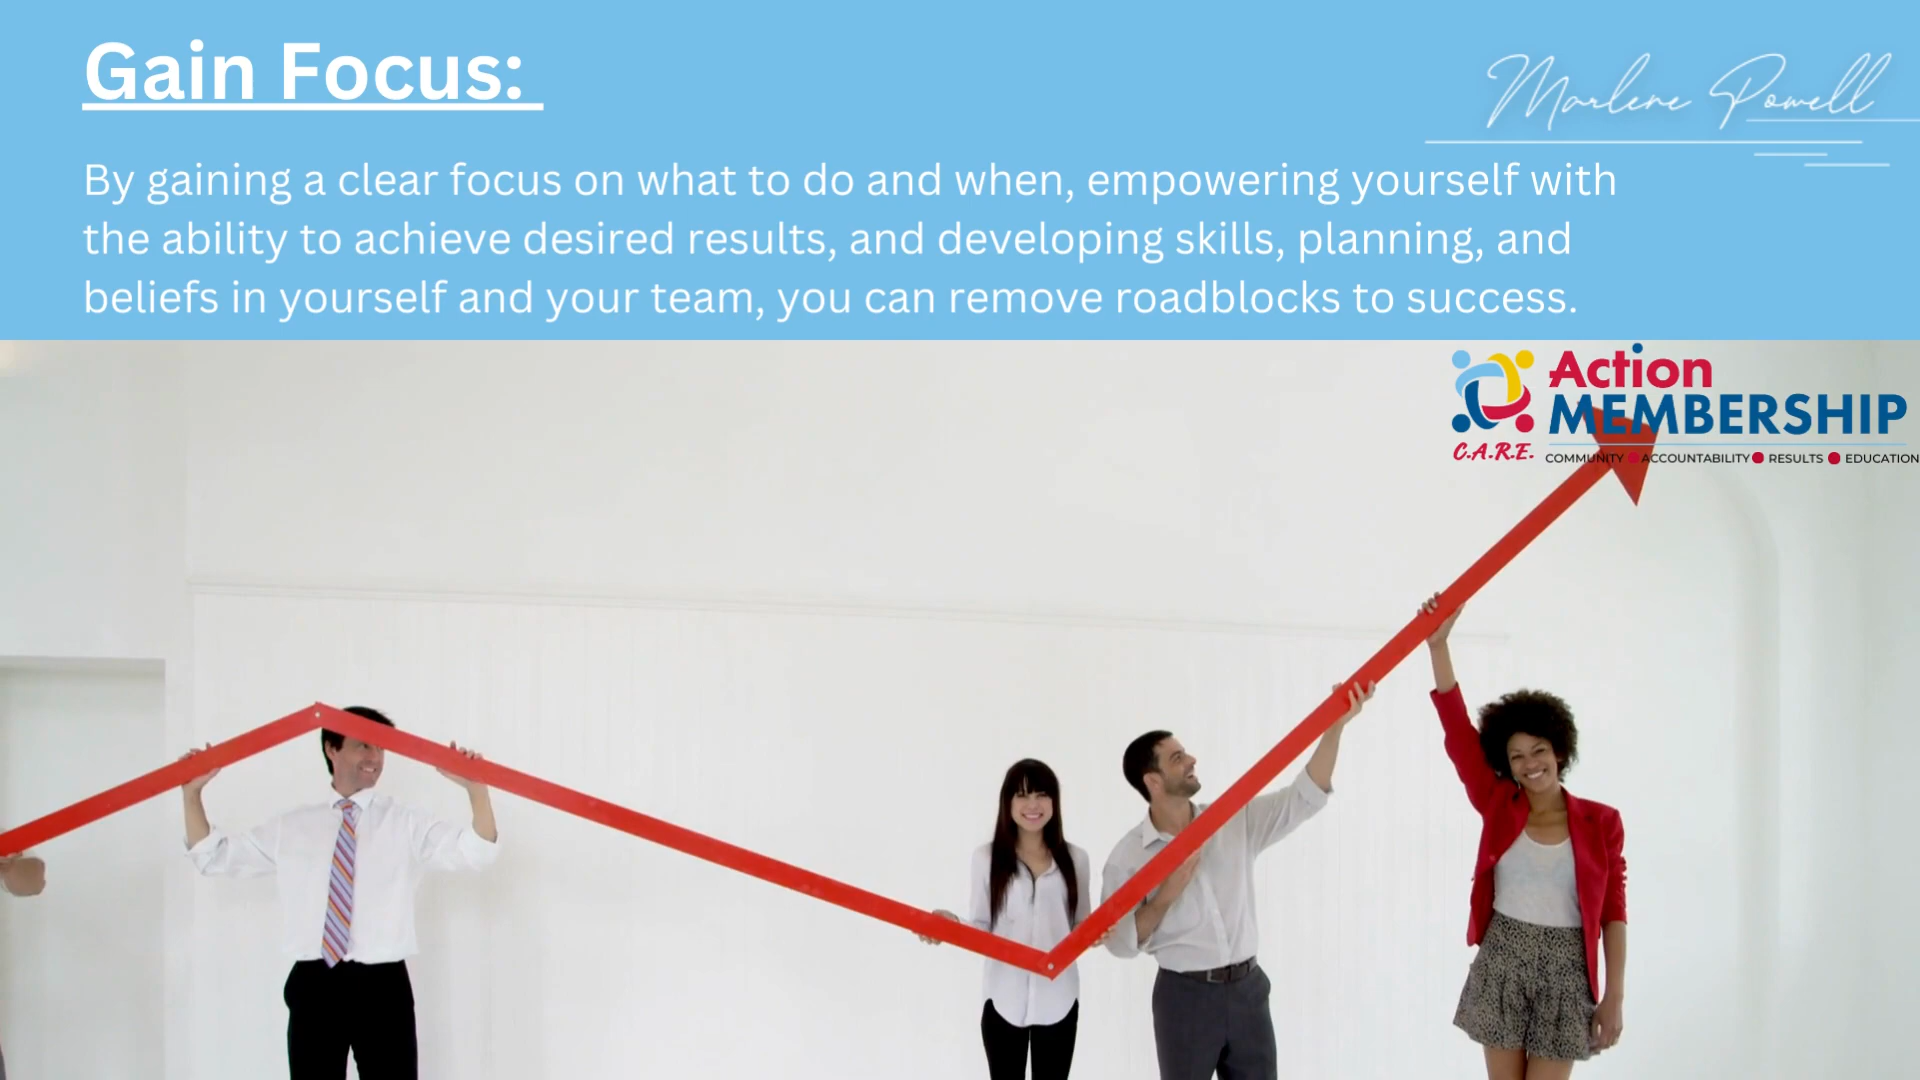 Gain Focus:
Marlene Powell
By gaining a clear focus on what to do and when, empowering yourself with
the ability to achieve desired results, and developing skills, planning, and
beliefs in yourself and your team, you can remove roadblocks to success.
Action
MEMBERSHIP
C.A.R.E.
COMMUNITY ● ACCOUNTABILITY ● RESULTS ● EDUCATION